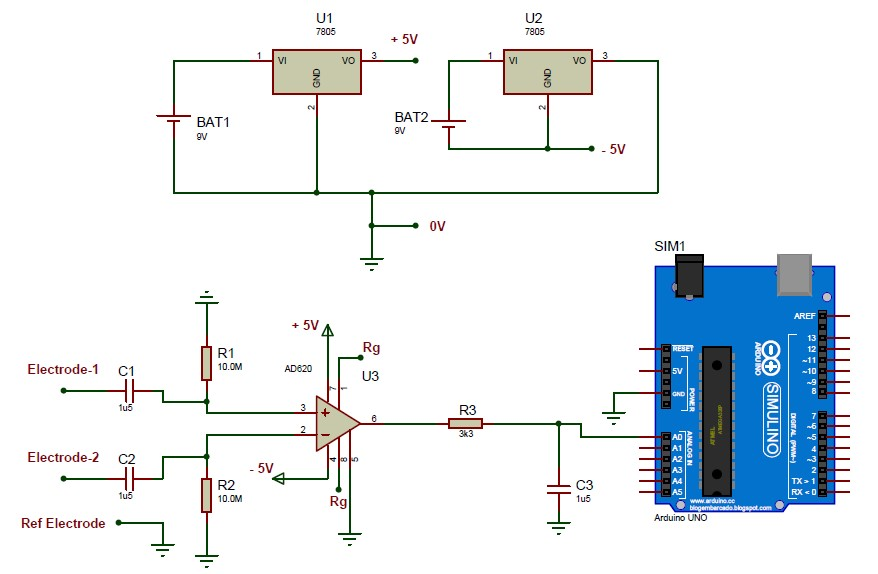 U1
7805
+ 5V
1
VI
VO
3
GND
2
BAT1
9V
U2
7805
1
VI
VO
3
GND
2
BAT2
9V
- 5V
0V
SIM1
AREF
13
12
~11
~10
~9
8
RESET
5V
GND
POWER
ARDUINO
SIMULINO
DIGITAL (PWM~)
7
~6
~5
4
~3
2
TX > 1
RX < 0
A0
A1
A2
A3
A4
A5
ANALOG IN
ATMEL
www.arduino.cc
blogembarcado.blogspot.com
Arduino UNO
+ 5V
Rg
R1
10.0M
AD620
U3
Electrode-1
C1
1u5
3
7
1
6
2
4
8
5
R3
3k3
Electrode-2
C2
1u5
- 5V
R2
10.0M
Rg
C3
1u5
Ref Electrode